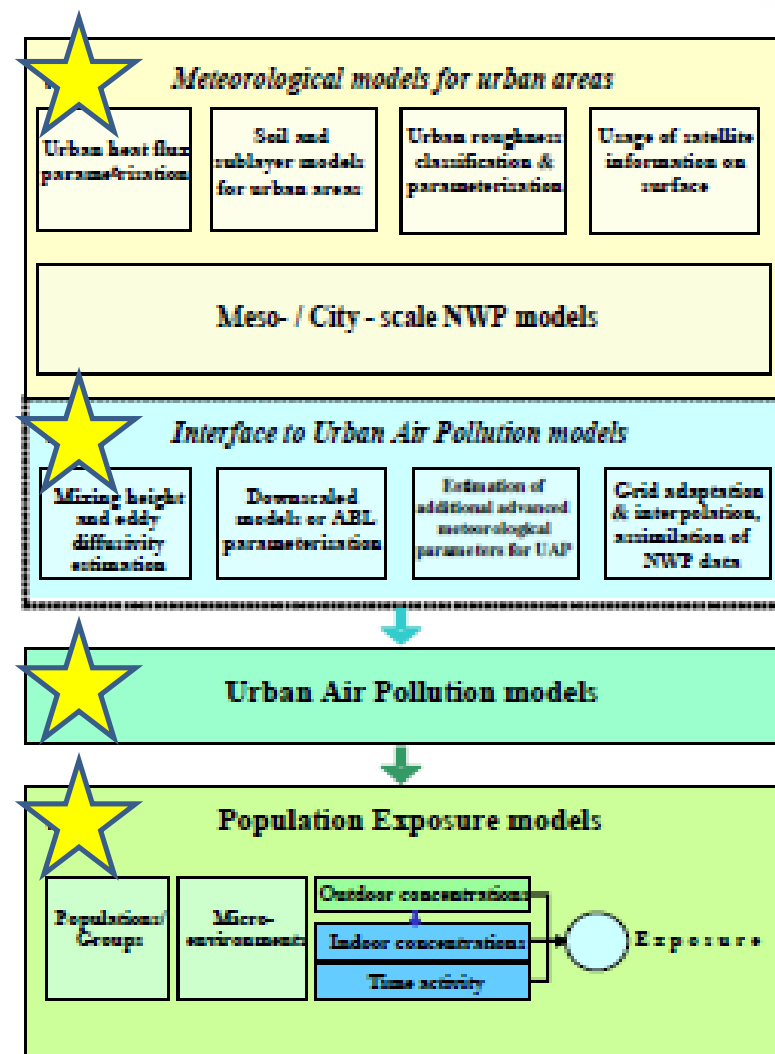 Meteorological models for urban areas
Urban heat flux
parametrisation
Soil and
sublayer models
for urban areas
Urban roughness
classification &
parameterisation
Usage of satellite
information on
surface
Meso- / City - scale NWP models
Interface to Urban Air Pollution models
Mixing height
and eddy
diffusivity
estimation
Downscaled
models or ABL
parameterisation
Estimation of
additional advanced
meteorological
parameters for UAP
Grid adaptation
& interpolation,
assimilation of
NWP data
Urban Air Pollution models
Population Exposure models
Populations/
Groups
Micro-
environments
Outdoor concentrations
Indoor concentrations
Time activity
Exposure